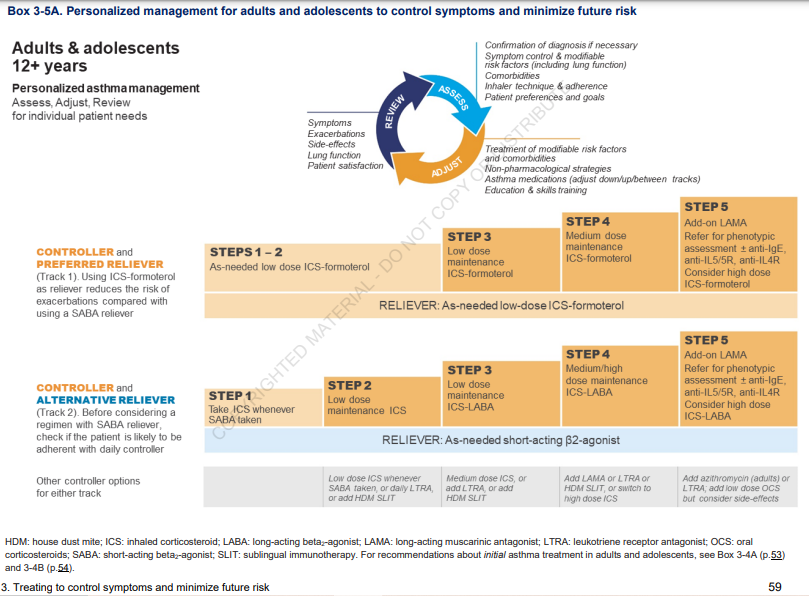 Box 3-5A. Personalized management for adults and adolescents to control symptoms and minimize future risk
Adults & adolescents
12+ years
Personalized asthma management
Assess, Adjust, Review
for individual patient needs
REVIEW
ASSESS
ADJUST
Confirmation of diagnosis if necessary
Symptom control & modifiable
risk factors (including lung function)
Comorbidities
Inhaler technique & adherence
Patient preferences and goals
Symptoms
Exacerbations
Side-effects
Lung function
Patient satisfaction
Treatment of modifiable risk factors
and comorbidities
Non-pharmacological strategies
Asthma medications (adjust down/up/between tracks)
Education & skills training
CONTROLLER and
PREFERRED RELIEVER
(Track 1). Using ICS-formoterol
as reliever reduces the risk of
exacerbations compared with
using a SABA reliever
STEPS 1 – 2
As-needed low dose ICS-formoterol
STEP 3
Low dose
maintenance
ICS-formoterol
STEP 4
Medium dose
maintenance
ICS-formoterol
STEP 5
Add-on LAMA
Refer for phenotypic
assessment ± anti-IgE,
anti-IL5/5R, anti-IL4R
Consider high dose
ICS-formoterol
RELIEVER: As-needed low-dose ICS-formoterol
CONTROLLER and
ALTERNATIVE RELIEVER
(Track 2). Before considering a
regimen with SABA reliever,
check if the patient is likely to be
adherent with daily controller
STEP 1
Take ICS whenever
SABA taken
STEP 2
Low dose
maintenance ICS
STEP 3
Low dose
maintenance
ICS-LABA
STEP 4
Medium/high
dose maintenance
ICS-LABA
STEP 5
Add-on LAMA
Refer for phenotypic
assessment ± anti-IgE,
anti-IL5/5R, anti-IL4R
Consider high dose
ICS-LABA
RELIEVER: As-needed short-acting β2-agonist
Other controller options
for either track
Low dose ICS whenever
SABA taken, or daily LTRA,
or add HDM SLIT
Medium dose ICS, or
add LTRA, or add
HDM SLIT
Add LAMA or LTRA or
HDM SLIT, or switch to
high dose ICS
Add azithromycin (adults) or
LTRA; add low dose OCS
but consider side-effects
COPYRIGHTED MATERIAL - DO NOT COPY OR DISTRIBUTE
HDM: house dust mite; ICS: inhaled corticosteroid; LABA: long-acting beta₂-agonist; LAMA: long-acting muscarinic antagonist; LTRA: leukotriene receptor antagonist; OCS: oral
corticosteroids; SABA: short-acting beta₂-agonist; SLIT: sublingual immunotherapy. For recommendations about initial asthma treatment in adults and adolescents, see Box 3-4A (p.53)
and 3-4B (p.54).
3. Treating to control symptoms and minimize future risk
59